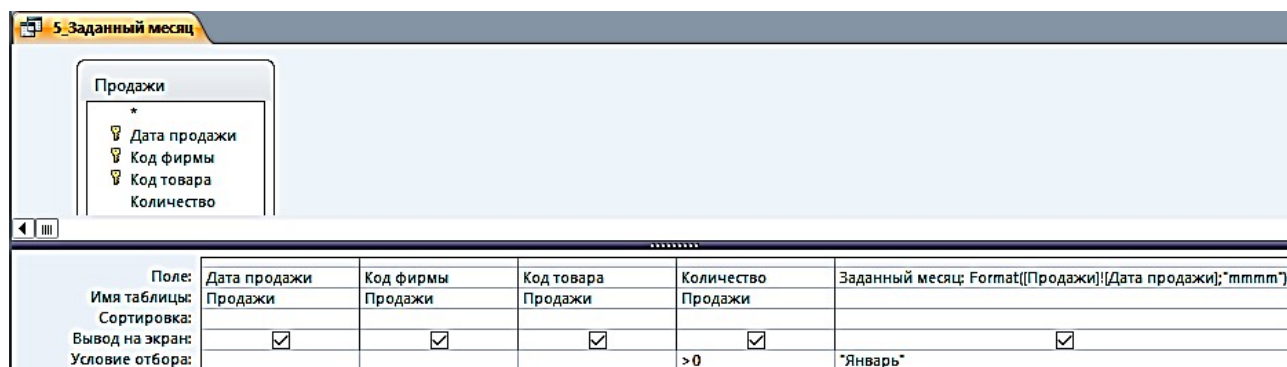 5_Заданный месяц
Продажи
*
Дата продажи
Код фирмы
Код товара
Количество
Поле: Дата продажи Код фирмы Код товара Количество Заданный месяц: Format([Продажи]![Дата продажи];"mmmm")
Имя таблицы: Продажи Продажи Продажи Продажи
Сортировка:
Вывод на экран:
Условие отбора: >0 "Январь"